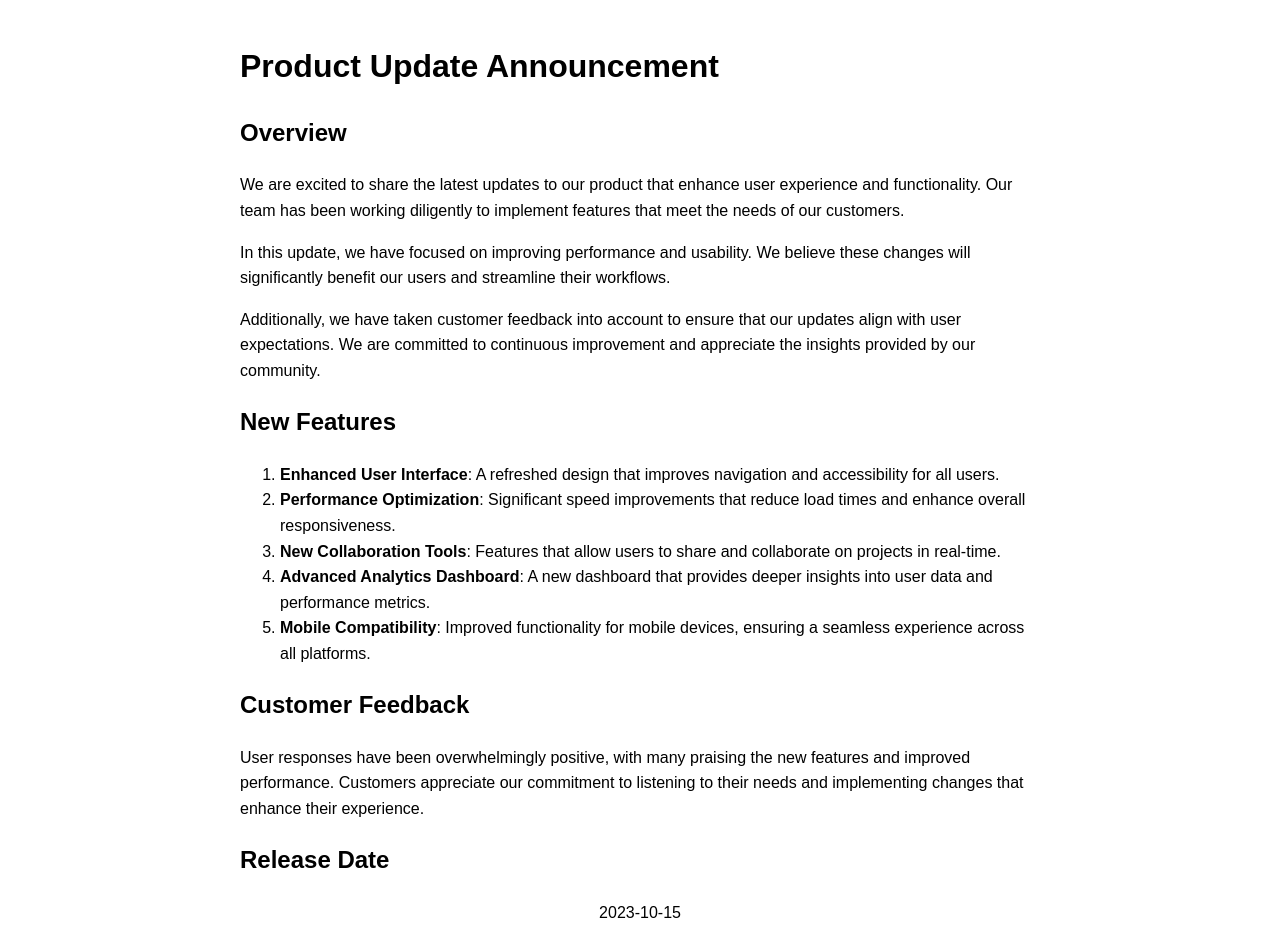 Product Update Announcement
Overview
We are excited to share the latest updates to our product that enhance user experience and functionality. Our
team has been working diligently to implement features that meet the needs of our customers.
In this update, we have focused on improving performance and usability. We believe these changes will
significantly benefit our users and streamline their workflows.
Additionally, we have taken customer feedback into account to ensure that our updates align with user
expectations. We are committed to continuous improvement and appreciate the insights provided by our
community.
New Features
1. Enhanced User Interface: A refreshed design that improves navigation and accessibility for all users.
2. Performance Optimization: Significant speed improvements that reduce load times and enhance overall
responsiveness.
3. New Collaboration Tools: Features that allow users to share and collaborate on projects in real-time.
4. Advanced Analytics Dashboard: A new dashboard that provides deeper insights into user data and
performance metrics.
5. Mobile Compatibility: Improved functionality for mobile devices, ensuring a seamless experience across
all platforms.
Customer Feedback
User responses have been overwhelmingly positive, with many praising the new features and improved
performance. Customers appreciate our commitment to listening to their needs and implementing changes that
enhance their experience.
Release Date
2023-10-15